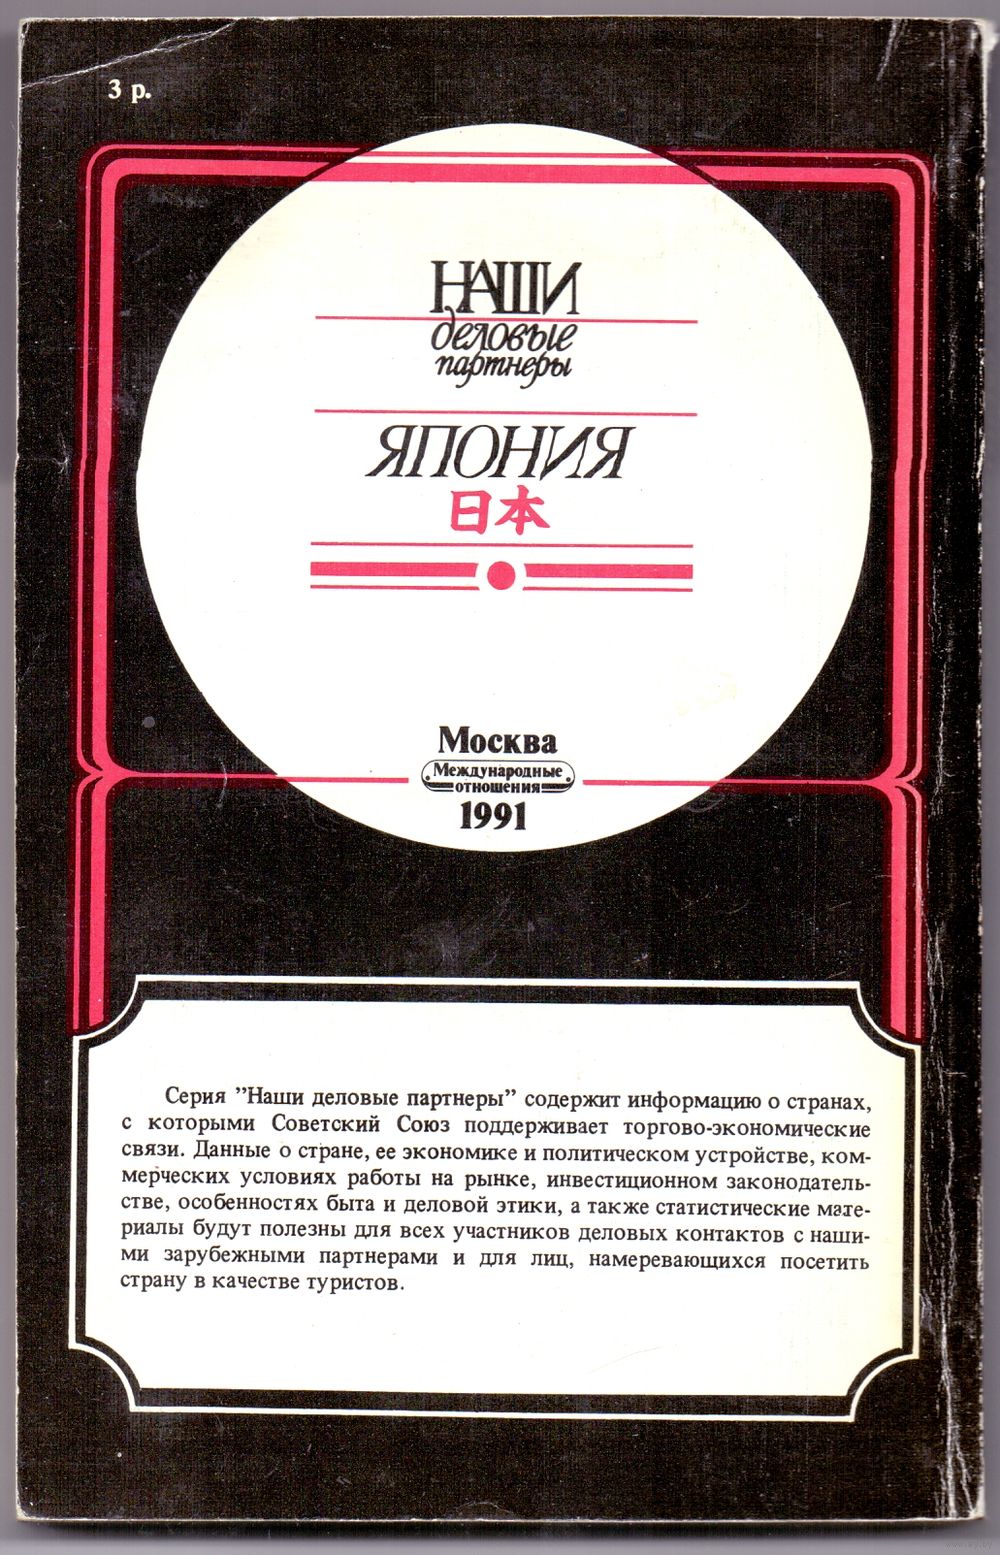 3 р.
НАШИ
деловые
партнеры
ЯПОНИЯ
日本
Москва
Международные
отношения
1991
Серия ”Наши деловые партнеры” содержит информацию о странах,
с которыми Советский Союз поддерживает торгово-экономические
связи. Данные о стране, ее экономике и политическом устройстве, ком-
мерческих условиях работы на рынке, инвестиционном законодатель-
стве, особенностях быта и деловой этики, а также статистические мате-
риалы будут полезны для всех участников деловых контактов с наши-
ми зарубежными партнерами и для лиц, намеревающихся посетить
страну в качестве туристов.